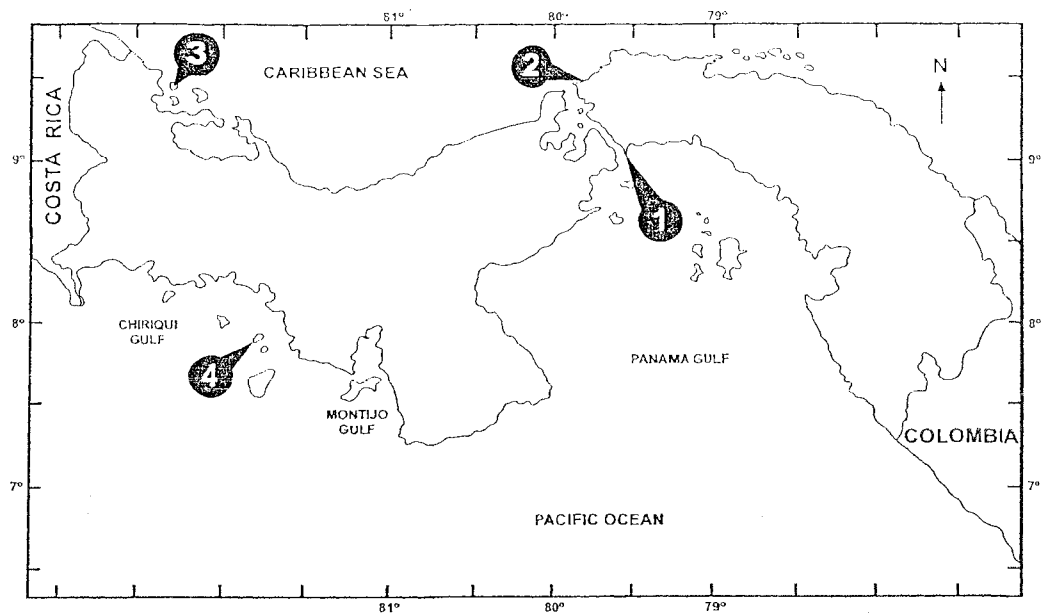 81° 80° 79°
3
CARIBBEAN SEA
2
N
COSTA RICA
9° 9°
1
8° 8°
CHIRIQUI
GULF
PANAMA GULF
4
MONTIJO
GULF
COLOMBIA
7° 7°
PACIFIC OCEAN
81° 80° 79°